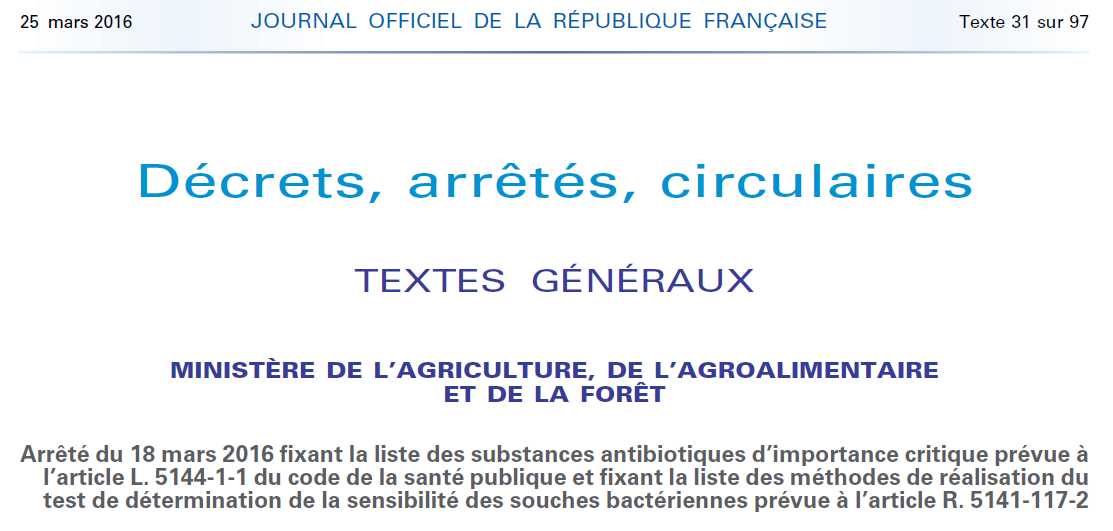 25 mars 2016 JOURNAL OFFICIEL DE LA RÉPUBLIQUE FRANÇAISE Texte 31 sur 97
Décrets, arrêtés, circulaires
TEXTES GÉNÉRAUX
MINISTÈRE DE L’AGRICULTURE, DE L’AGROALIMENTAIRE
ET DE LA FORÊT
Arrêté du 18 mars 2016 fixant la liste des substances antibiotiques d’importance critique prévue à
l’article L. 5144-1-1 du code de la santé publique et fixant la liste des méthodes de réalisation du
test de détermination de la sensibilité des souches bactériennes prévue à l’article R. 5141-117-2